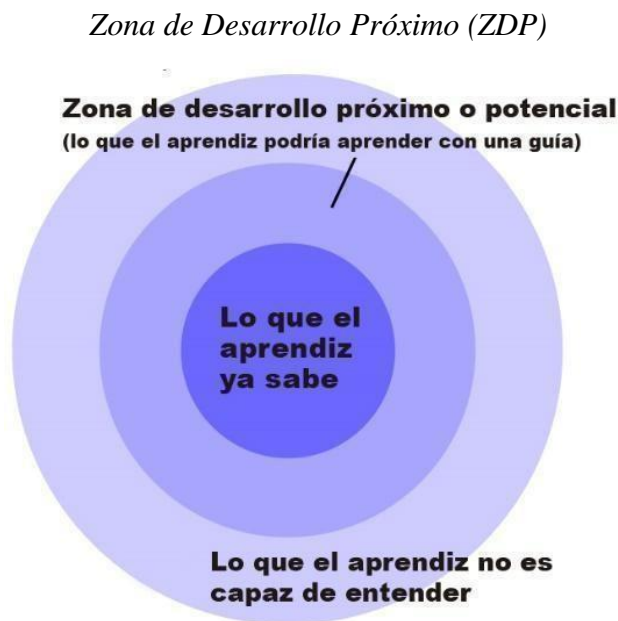 Zona de Desarrollo Próximo (ZDP)
Zona de desarrollo próximo o potencial
(lo que el aprendiz podría aprender con una guía)
Lo que el
aprendiz
ya sabe
Lo que el aprendiz no es
capaz de entender